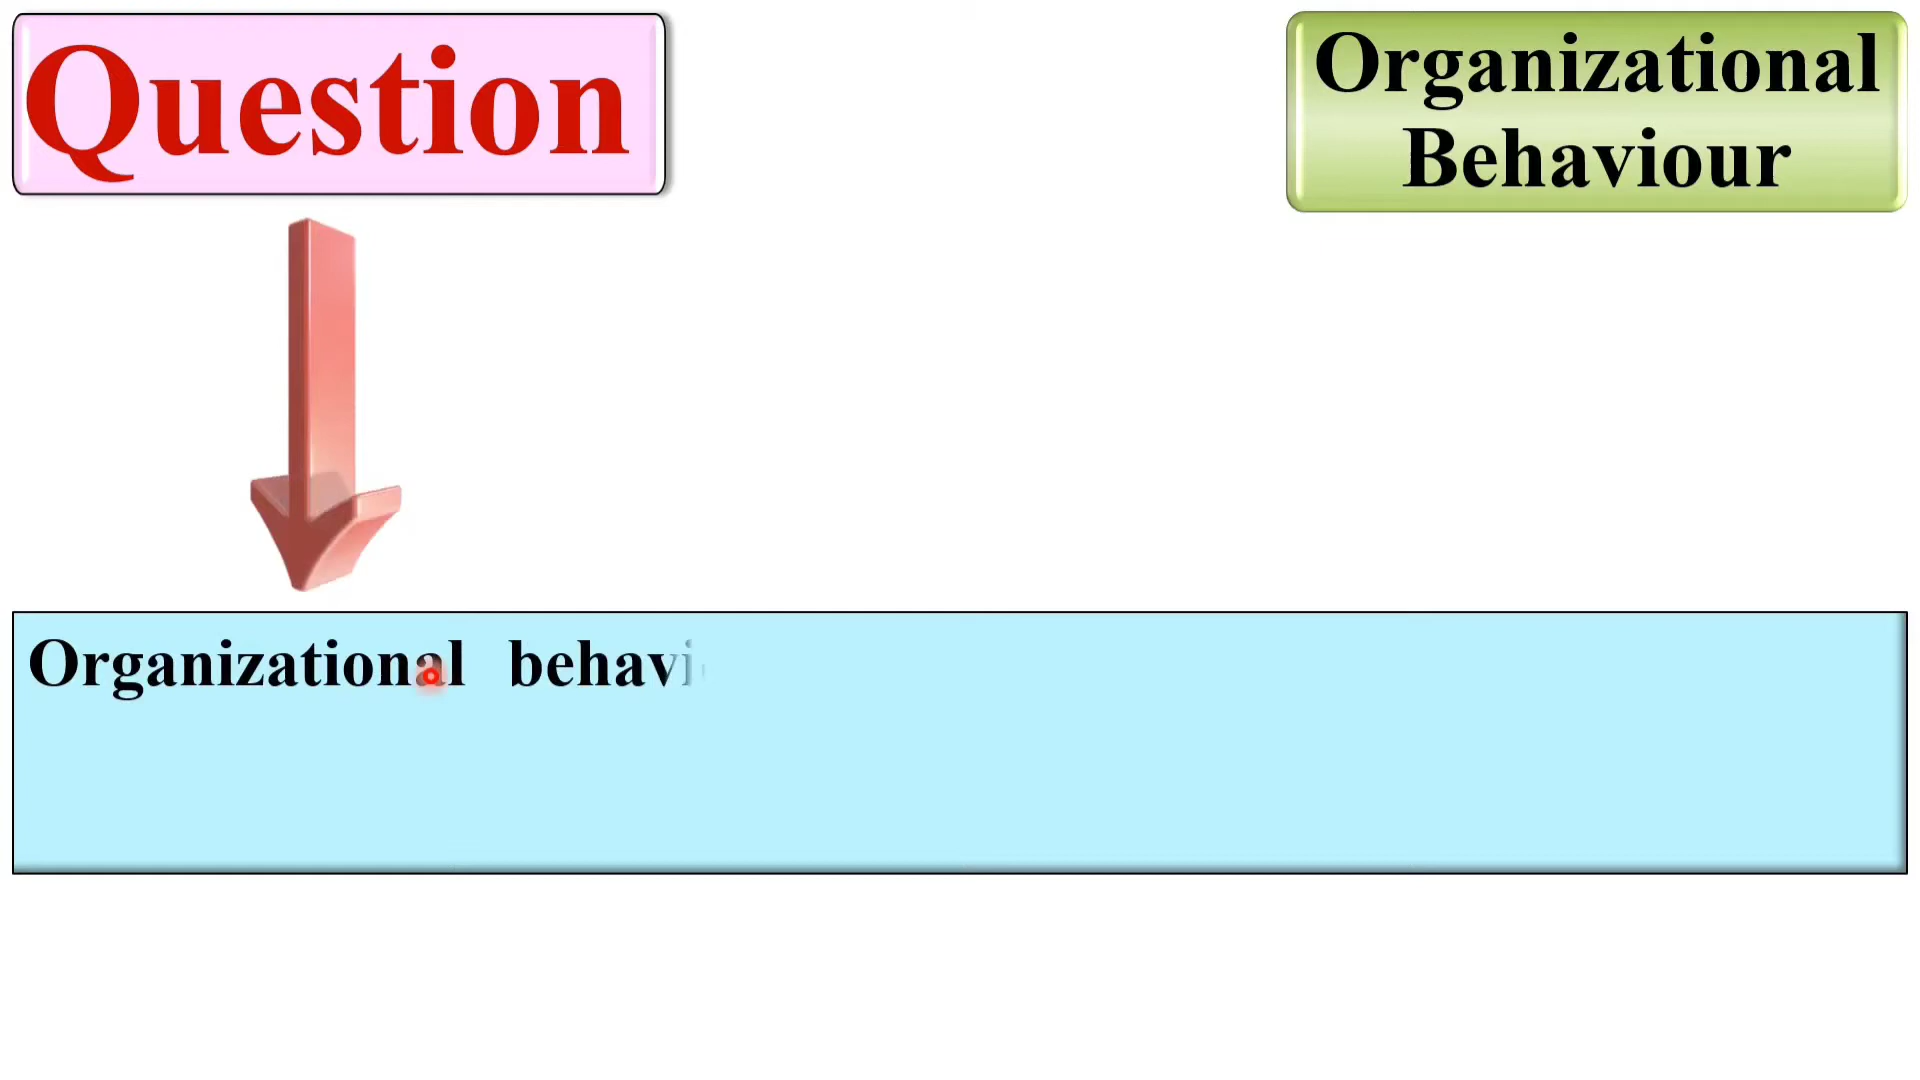 Question
Organizational
Behaviour
Organizational behavi